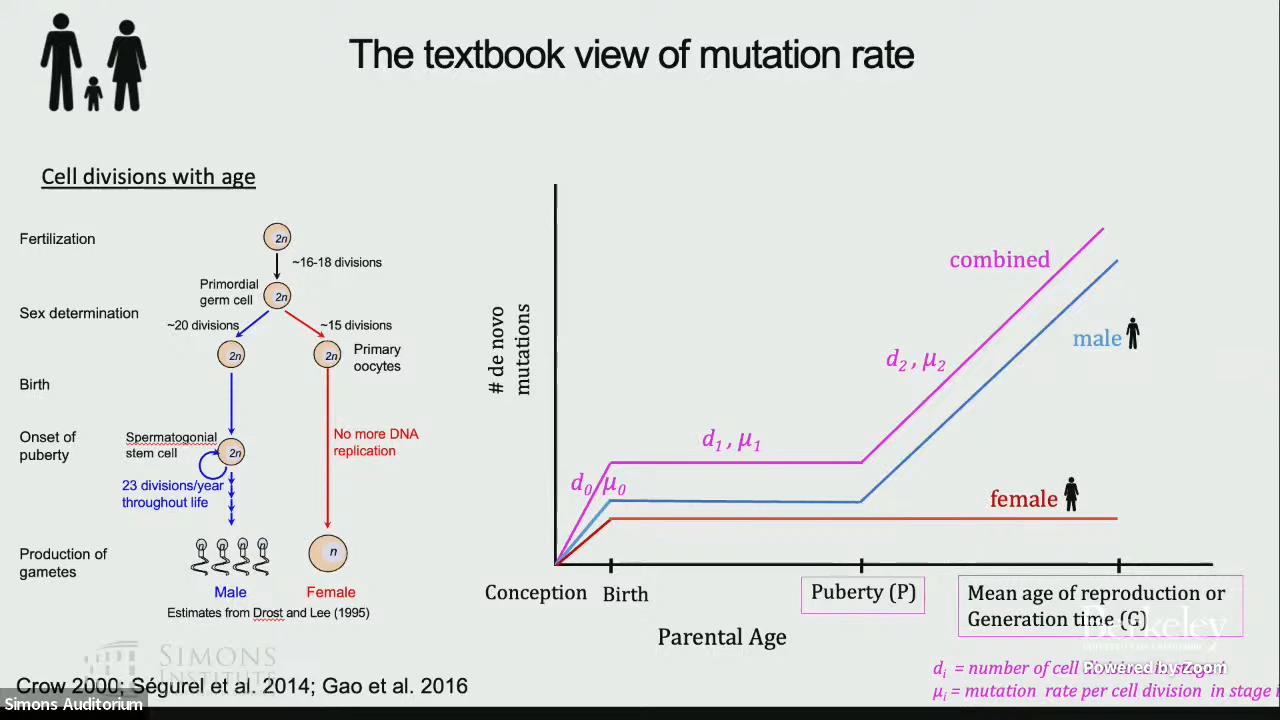 The textbook view of mutation rate
Cell divisions with age
Fertilization
2n
~16-18 divisions
Primordial
germ cell
2n
Sex determination
~20 divisions
~15 divisions
2n
2n
Primary
oocytes
Birth
Onset of
puberty
Spermatogonial
stem cell
2n
No more DNA
replication
23 divisions/year
throughout life
Production of
gametes
n
n
n
n
n
Male
Female
Estimates from Drost and Lee (1995)
# de novo
mutations
combined
male
d2 , μ2
d1 , μ1
d0 , μ0
female
Conception
Birth
Puberty (P)
Mean age of reproduction or
Generation time (G)
Parental Age
Berkeley
Powered by Zoom
di = number of cell
stage i
μi = mutation rate per cell division in stage i
SIMONS
INSTITUTE
Crow 2000; Ségurel et al. 2014; Gao et al. 2016
Simons Auditorium